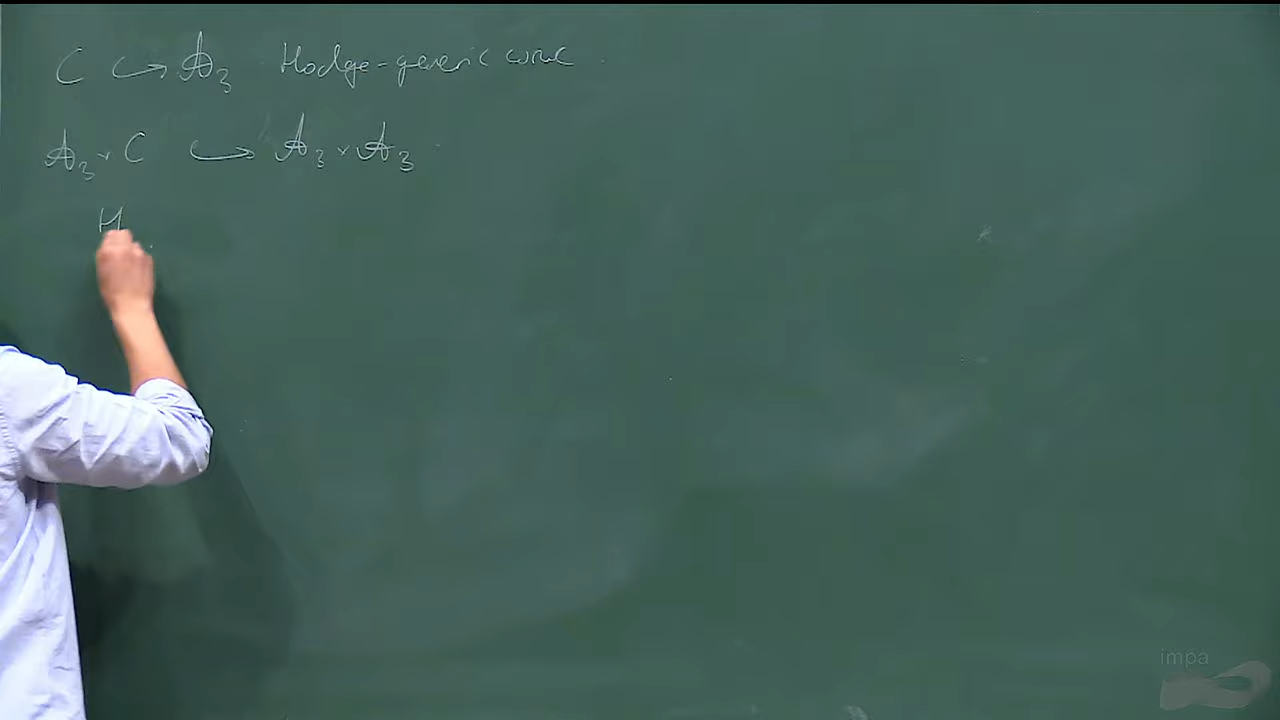 C ↪ A₃ Hodge-generic curve
A₃ × C ↪ A₃ × A₃
H
impa